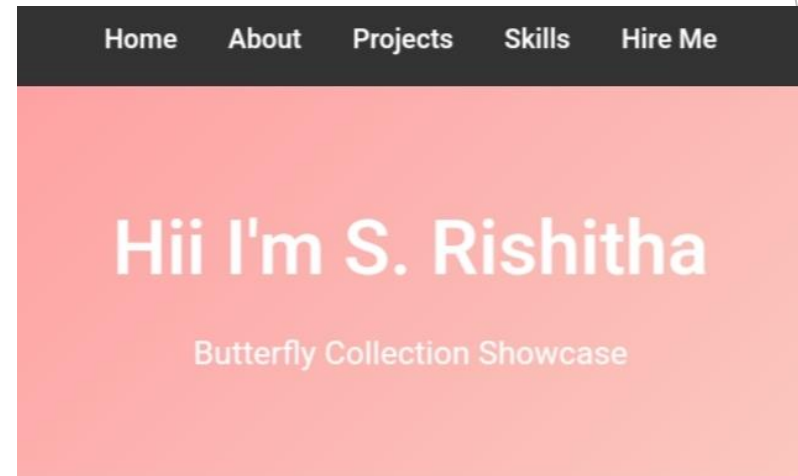 Home About Projects Skills Hire Me
Hii I'm S. Rishitha
Butterfly Collection Showcase